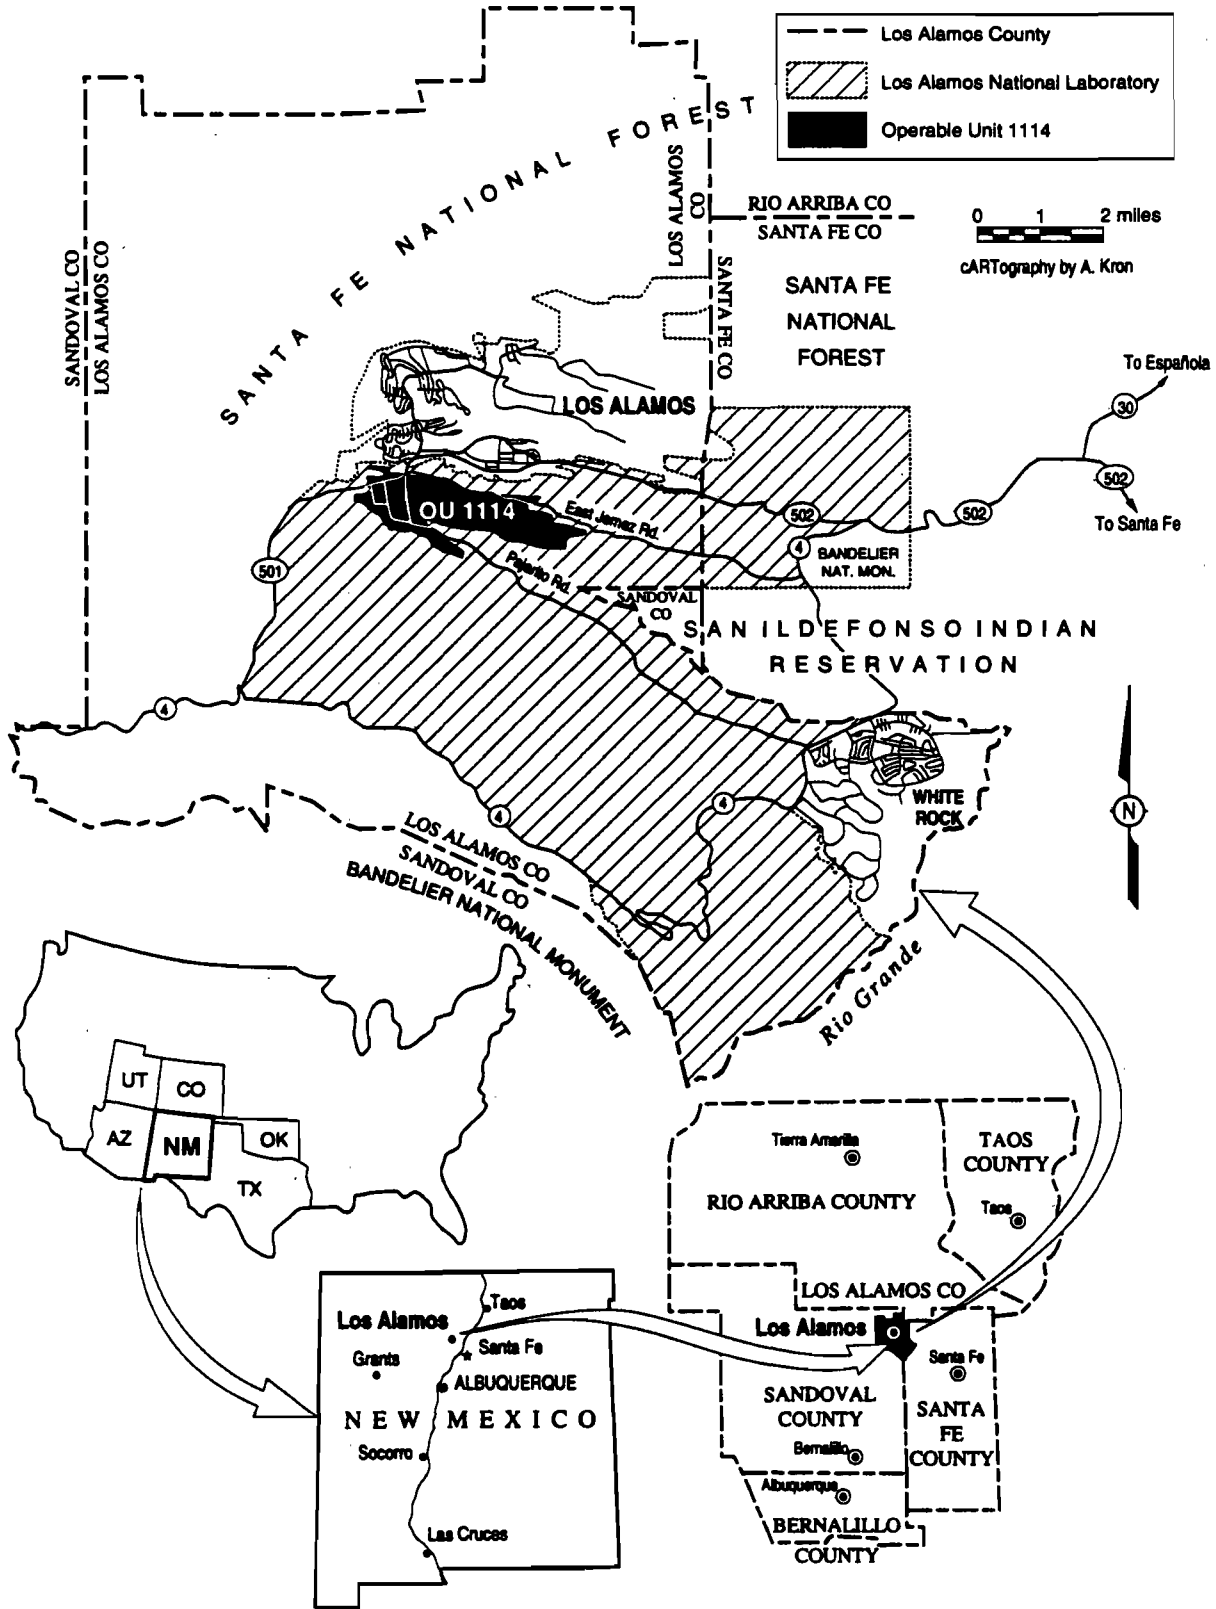 Los Alamos County
Los Alamos National Laboratory
Operable Unit 1114
SANTA FE NATIONAL FOREST
LOS ALAMOS CO
RIO ARRIBA CO
SANTA FE CO
0 1 2 miles
cARTography by A. Kron
SANDOVAL CO
LOS ALAMOS CO
SANTA FE CO
SANTA FE
NATIONAL
FOREST
To Española
30
LOS ALAMOS
502
To Santa Fe
OU 1114
East Jemez Rd.
502
502
4
BANDELIER
NAT. MON.
501
Pajarito Rd.
SANDOVAL
CO
SAN ILDEFONSO INDIAN
RESERVATION
4
WHITE
ROCK
N
4
4
LOS ALAMOS CO
SANDOVAL CO
BANDELIER NATIONAL MONUMENT
Rio Grande
UT
CO
AZ
NM
OK
TX
Tierra Amarilla
TAOS
COUNTY
RIO ARRIBA COUNTY
Taos
LOS ALAMOS CO
Los Alamos
Santa Fe
SANDOVAL
COUNTY
SANTA
FE
COUNTY
Bernalillo
Albuquerque
BERNALILLO
COUNTY
Taos
Los Alamos
Santa Fe
Grants
ALBUQUERQUE
NEW MEXICO
Socorro
Las Cruces